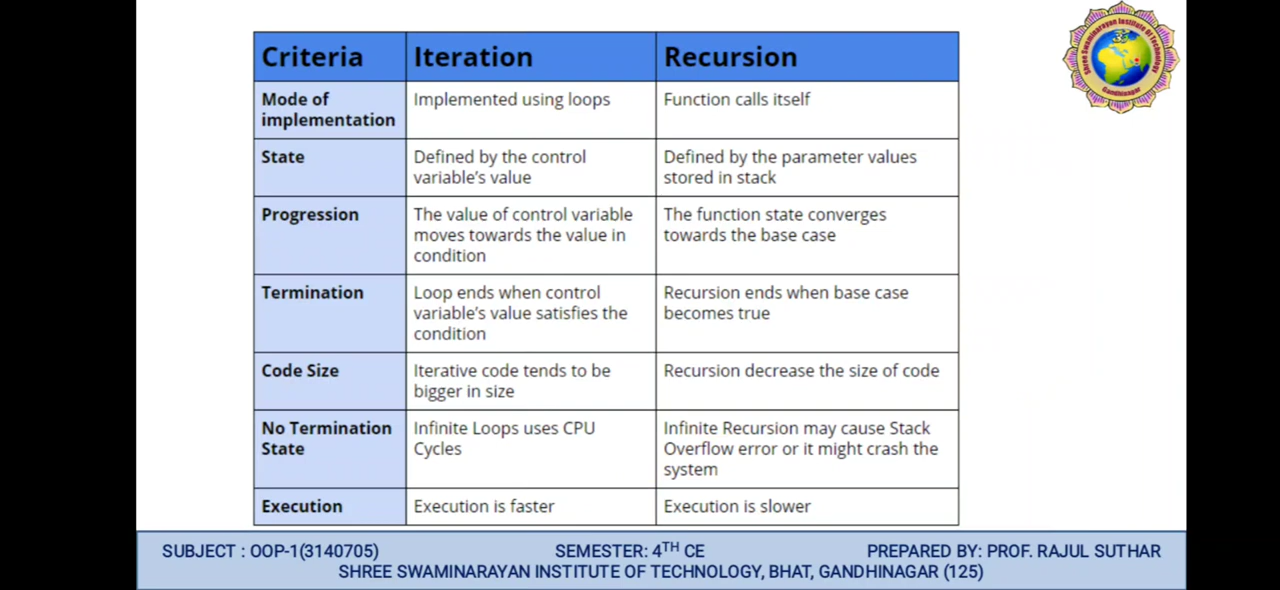 Criteria Iteration Recursion
Mode of implementation
Implemented using loops
Function calls itself
State
Defined by the control
variable's value
Defined by the parameter values
stored in stack
Progression
The value of control variable
moves towards the value in
condition
The function state converges
towards the base case
Termination
Loop ends when control
variable's value satisfies the
condition
Recursion ends when base case
becomes true
Code Size
Iterative code tends to be
bigger in size
Recursion decrease the size of code
No Termination
State
Infinite Loops uses CPU
Cycles
Infinite Recursion may cause Stack
Overflow error or it might crash the
system
Execution
Execution is faster
Execution is slower
Shree Swaminarayan Institute Of Technology
Gandhinagar
SUBJECT : OOP-1(3140705) SEMESTER: 4TH CE PREPARED BY: PROF. RAJUL SUTHAR
SHREE SWAMINARAYAN INSTITUTE OF TECHNOLOGY, BHAT, GANDHINAGAR (125)